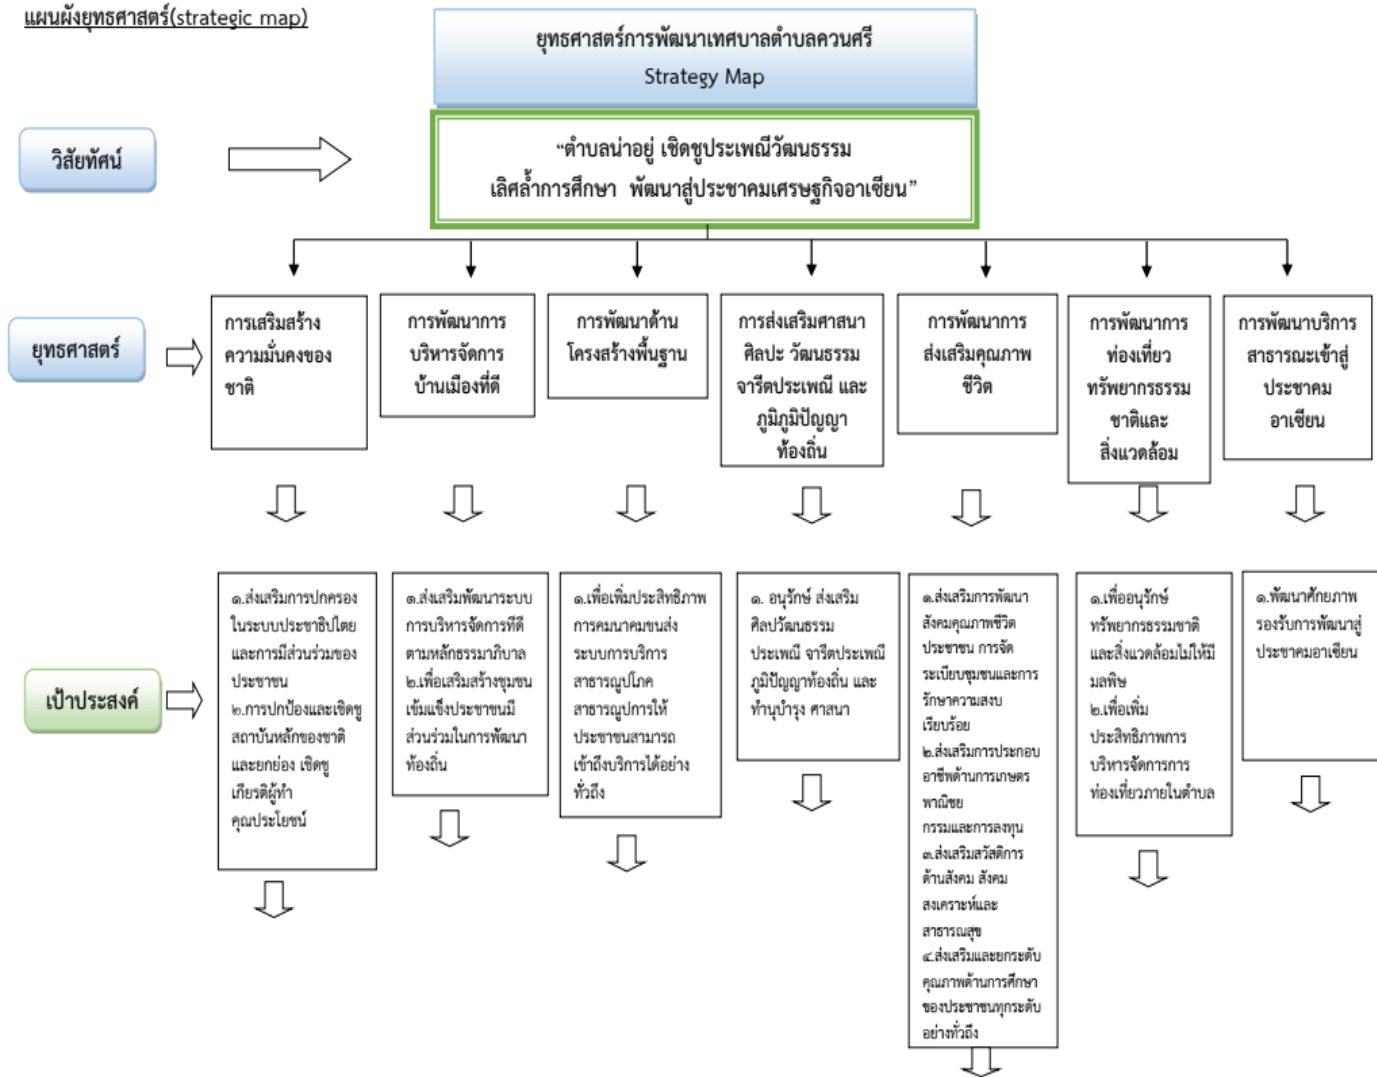 แผนผังยุทธศาสตร์(strategic map)
ยุทธศาสตร์การพัฒนาเทศบาลตำบลควนศรี
Strategy Map
วิสัยทัศน์
“ตำบลน่าอยู่ เชิดชูประเพณีวัฒนธรรม
เลิศล้ำการศึกษา พัฒนาสู่ประชาคมเศรษฐกิจอาเซียน”
ยุทธศาสตร์
การเสริมสร้าง
ความมั่นคงของ
ชาติ
การพัฒนาการ
บริหารจัดการ
บ้านเมืองที่ดี
การพัฒนาด้าน
โครงสร้างพื้นฐาน
การส่งเสริมศาสนา
ศิลปะ วัฒนธรรม
จารีตประเพณี และ
ภูมิภูมิปัญญา
ท้องถิ่น
การพัฒนาการ
ส่งเสริมคุณภาพ
ชีวิต
การพัฒนาการ
ท่องเที่ยว
ทรัพยากรธรรม
ชาติและ
สิ่งแวดล้อม
การพัฒนาบริการ
สาธารณะเข้าสู่
ประชาคม
อาเซียน
เป้าประสงค์
๑.ส่งเสริมการปกครอง
ในระบบประชาธิปไตย
และการมีส่วนร่วมของ
ประชาชน
๒.การปกป้องและเชิดชู
สถาบันหลักของชาติ
และยกย่อง เชิดชู
เกียรติผู้ทำ
คุณประโยชน์
๑.ส่งเสริมพัฒนาระบบ
การบริหารจัดการที่ดี
ตามหลักธรรมาภิบาล
๒.เพื่อเสริมสร้างชุมชน
เข้มแข็งประชาชนมี
ส่วนร่วมในการพัฒนา
ท้องถิ่น
๑.เพื่อเพิ่มประสิทธิภาพ
การคมนาคมขนส่ง
ระบบการบริการ
สาธารณูปโภค
สาธารณูปการให้
ประชาชนสามารถ
เข้าถึงบริการได้อย่าง
ทั่วถึง
๑. อนุรักษ์ ส่งเสริม
ศิลปวัฒนธรรม
ประเพณี จารีตประเพณี
ภูมิปัญญาท้องถิ่น และ
ทำนุบำรุง ศาสนา
๑.ส่งเสริมการพัฒนา
สังคมคุณภาพชีวิต
ประชาชน การจัด
ระเบียบชุมชนและการ
รักษาความสงบ
เรียบร้อย
๒.ส่งเสริมการประกอบ
อาชีพด้านการเกษตร
พาณิชย
กรรมและการลงทุน
๓.ส่งเสริมสวัสดิการ
ด้านสังคม สังคม
สงเคราะห์และ
สาธารณสุข
๔.ส่งเสริมและยกระดับ
คุณภาพด้านการศึกษา
ของประชาชนทุกระดับ
อย่างทั่วถึง
๑.เพื่ออนุรักษ์
ทรัพยากรธรรมชาติ
และสิ่งแวดล้อมไม่ให้มี
มลพิษ
๒.เพื่อเพิ่ม
ประสิทธิภาพการ
บริหารจัดการการ
ท่องเที่ยวภายในตำบล
๑.พัฒนาศักยภาพ
รองรับการพัฒนาสู่
ประชาคมอาเซียน